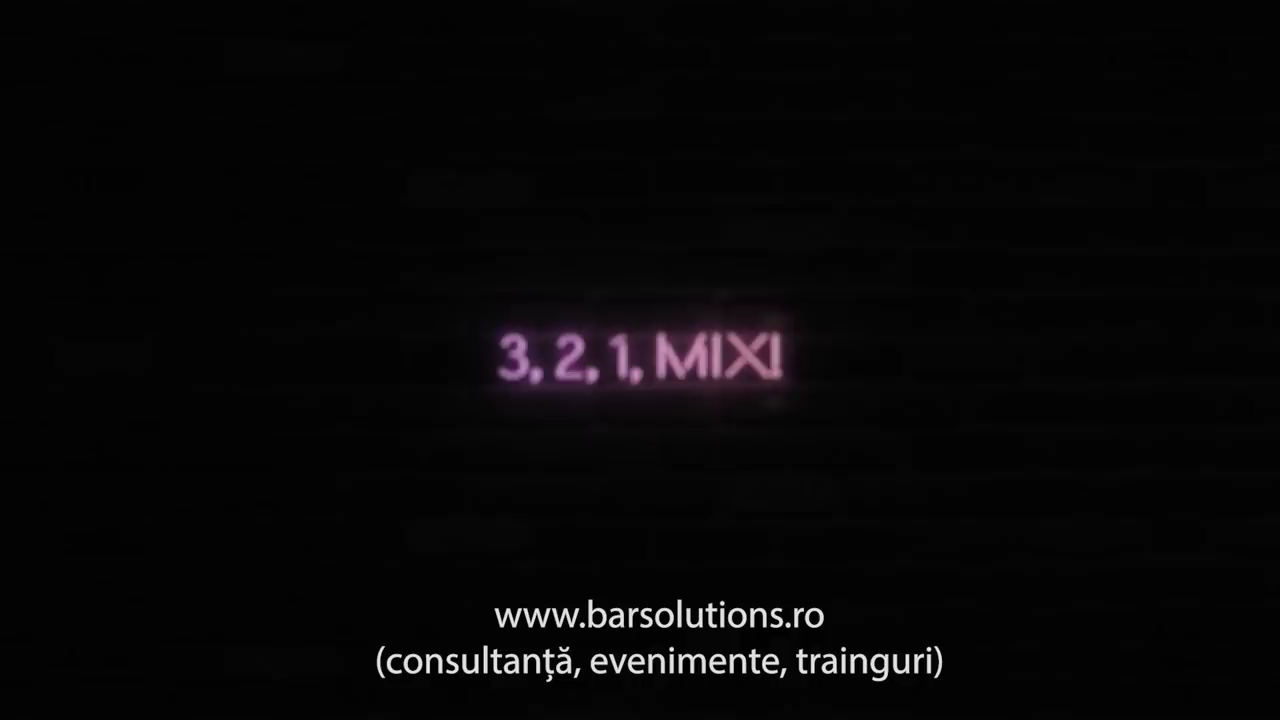 3, 2, 1, MIX!
www.barsolutions.ro
(consultanță, evenimente, trainguri)